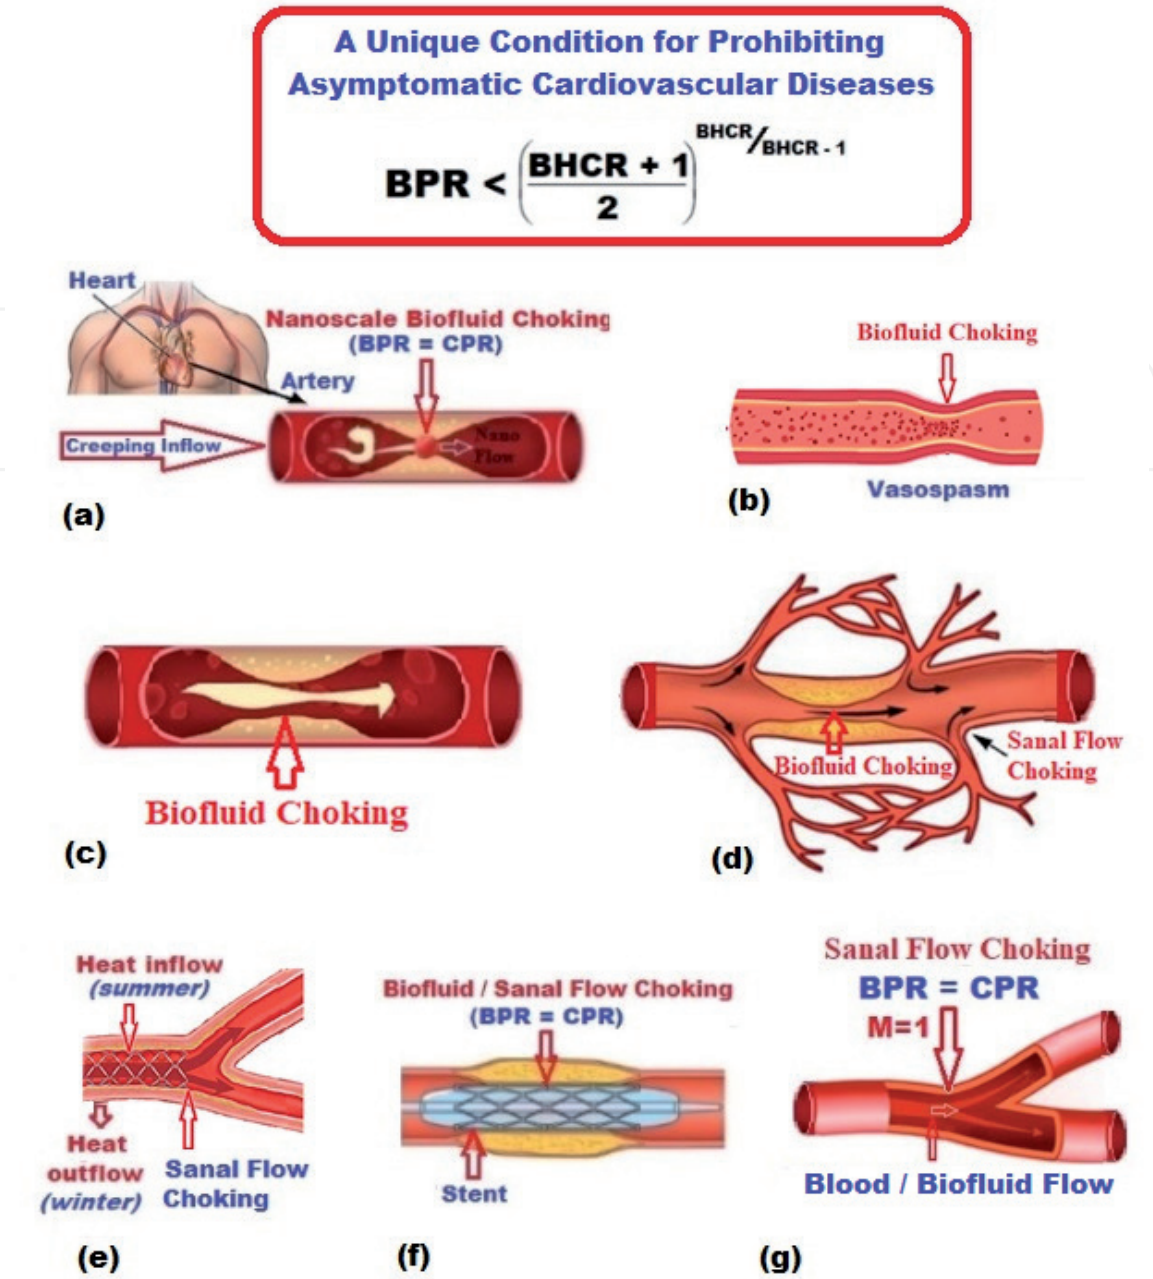 A Unique Condition for Prohibiting
Asymptomatic Cardiovascular Diseases
BPR < (BHCR + 1 / 2) BHCR/BHCR - 1
Heart
Nanoscale Biofluid Choking
(BPR = CPR)
Artery
Creeping Inflow
Nano
Flow
(a)
Biofluid Choking
Vasospasm
(b)
Biofluid Choking
(c)
Biofluid Choking
Sanal Flow
Choking
(d)
Heat inflow
(summer)
Heat
outflow
(winter)
Sanal Flow
Choking
(e)
Biofluid / Sanal Flow Choking
(BPR = CPR)
Stent
(f)
Sanal Flow Choking
BPR = CPR
M=1
Blood / Biofluid Flow
(g)